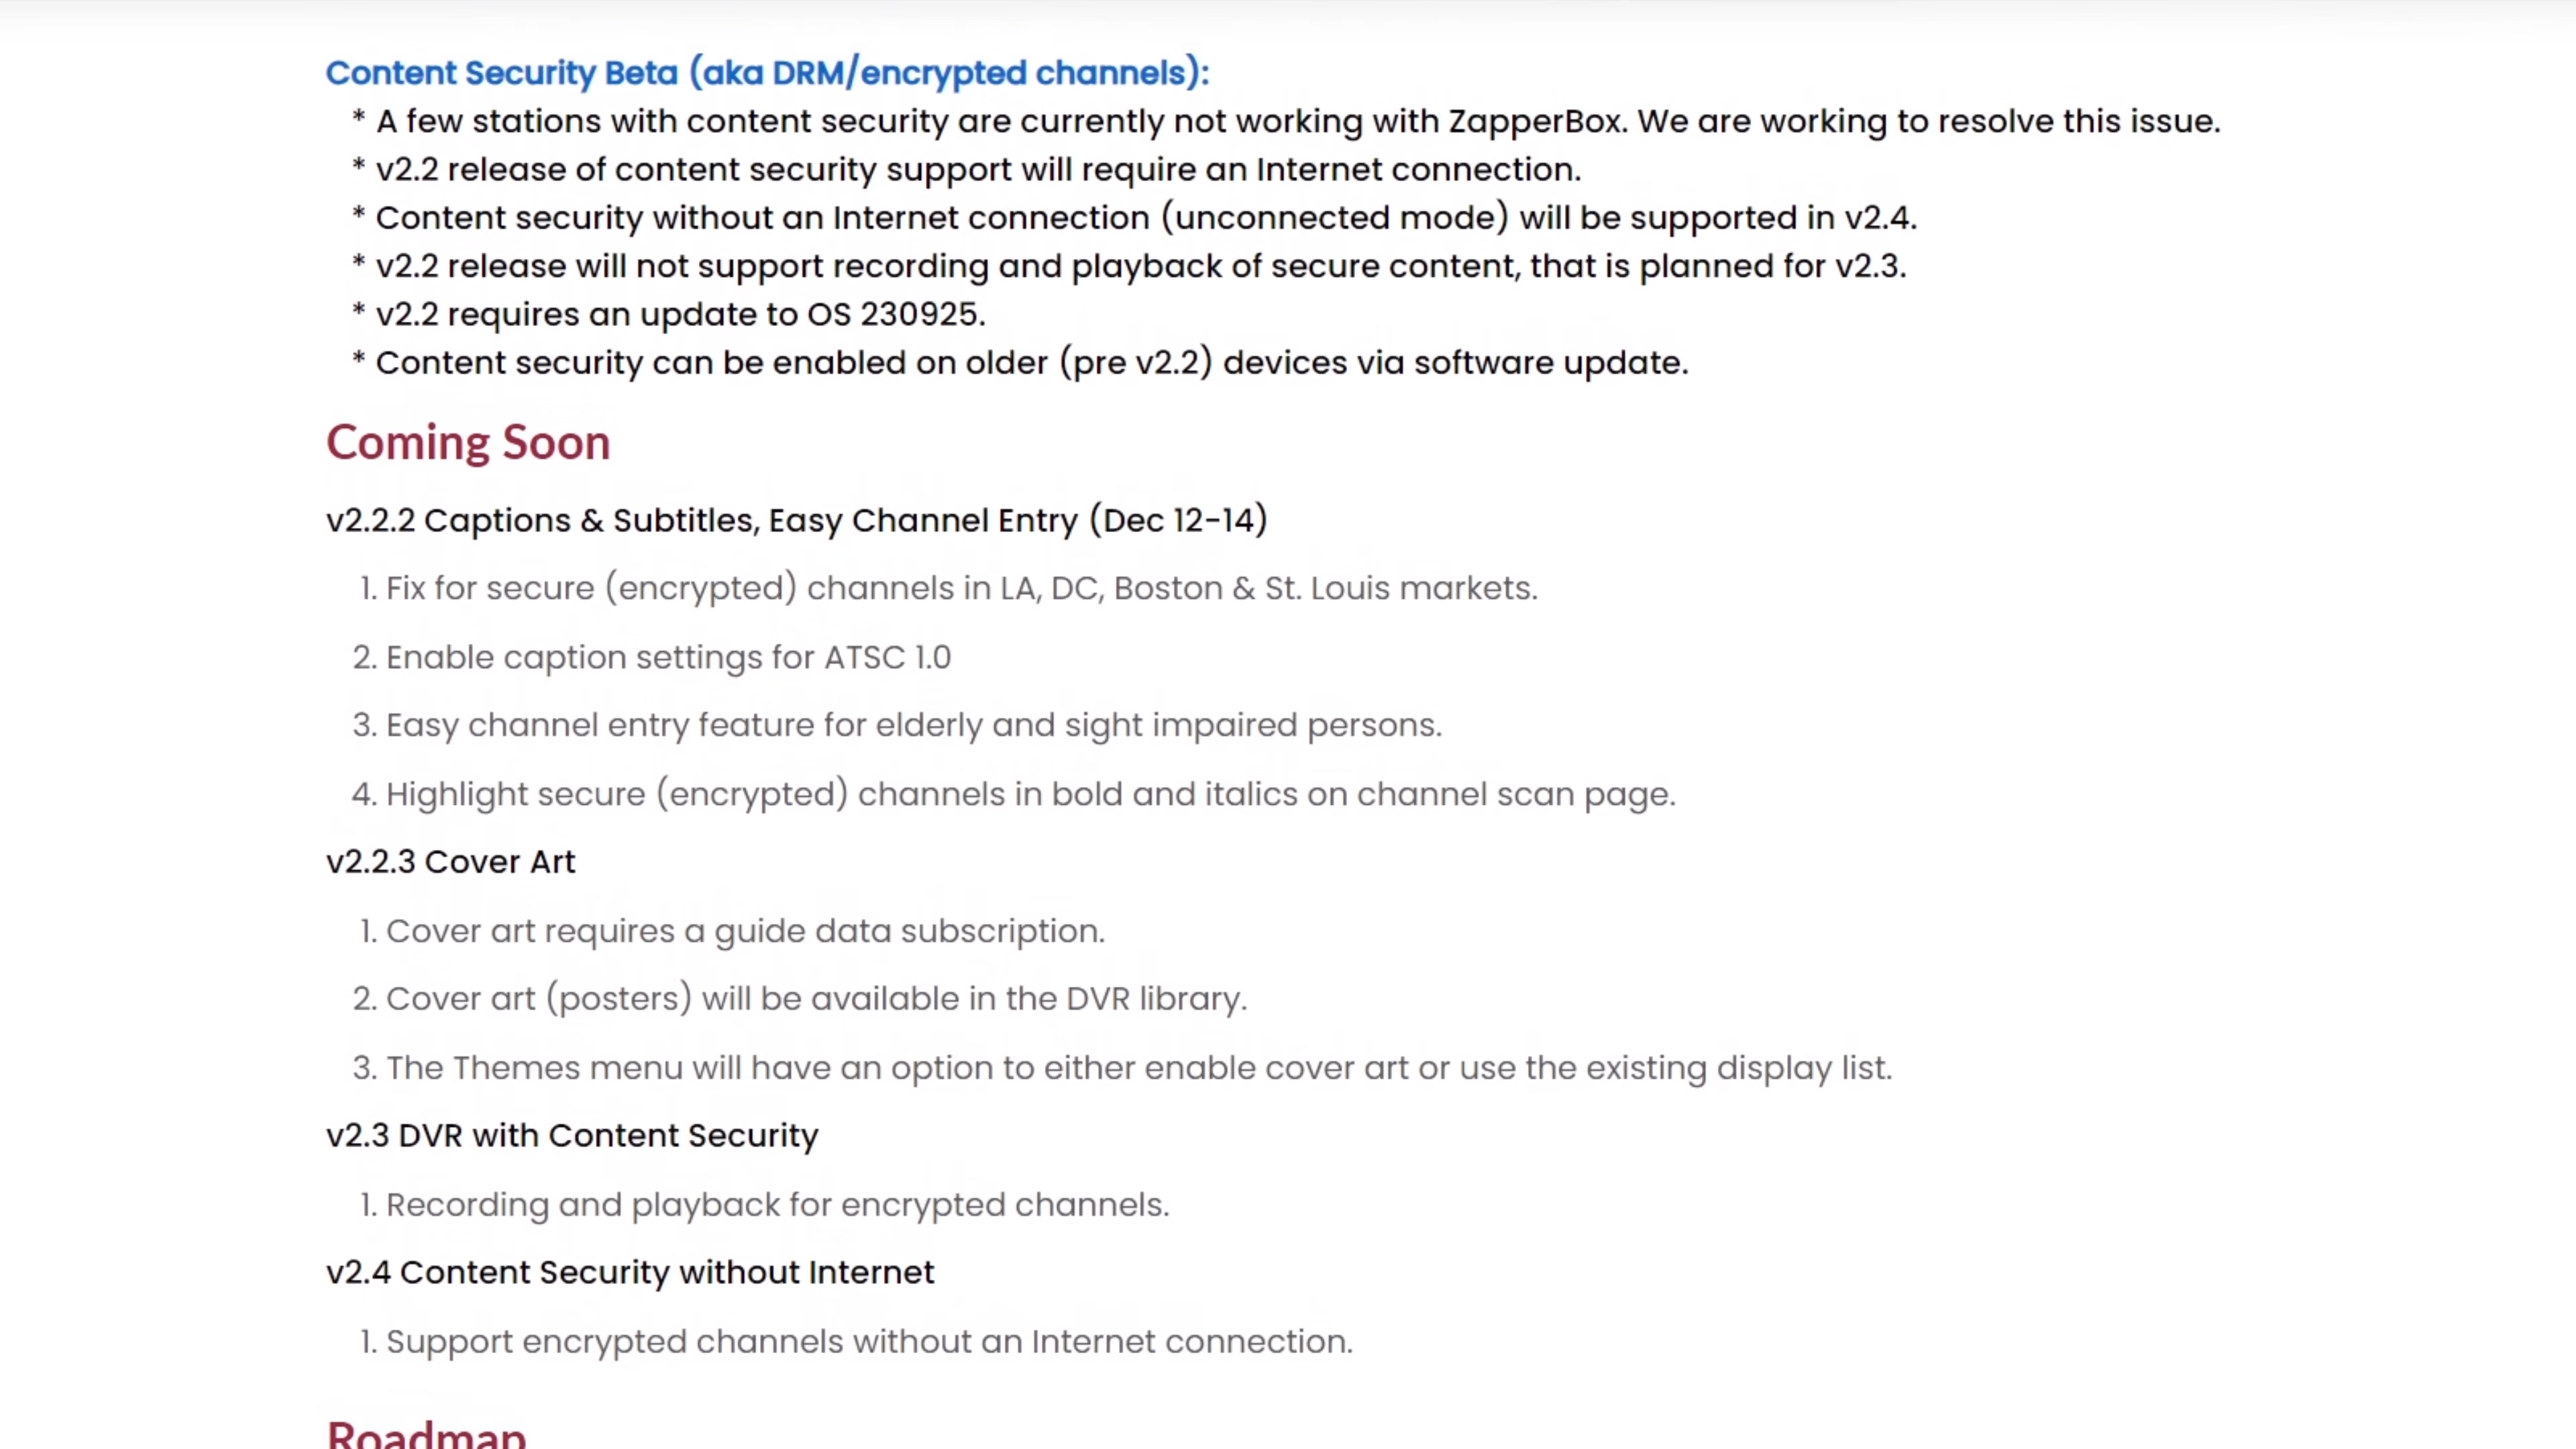 Content Security Beta (aka DRM/encrypted channels):
* A few stations with content security are currently not working with ZapperBox. We are working to resolve this issue.
* v2.2 release of content security support will require an Internet connection.
* Content security without an Internet connection (unconnected mode) will be supported in v2.4.
* v2.2 release will not support recording and playback of secure content, that is planned for v2.3.
* v2.2 requires an update to OS 230925.
* Content security can be enabled on older (pre v2.2) devices via software update.
Coming Soon
v2.2.2 Captions & Subtitles, Easy Channel Entry (Dec 12-14)
1. Fix for secure (encrypted) channels in LA, DC, Boston & St. Louis markets.
2. Enable caption settings for ATSC 1.0
3. Easy channel entry feature for elderly and sight impaired persons.
4. Highlight secure (encrypted) channels in bold and italics on channel scan page.
v2.2.3 Cover Art
1. Cover art requires a guide data subscription.
2. Cover art (posters) will be available in the DVR library.
3. The Themes menu will have an option to either enable cover art or use the existing display list.
v2.3 DVR with Content Security
1. Recording and playback for encrypted channels.
v2.4 Content Security without Internet
1. Support encrypted channels without an Internet connection.
Roadmap